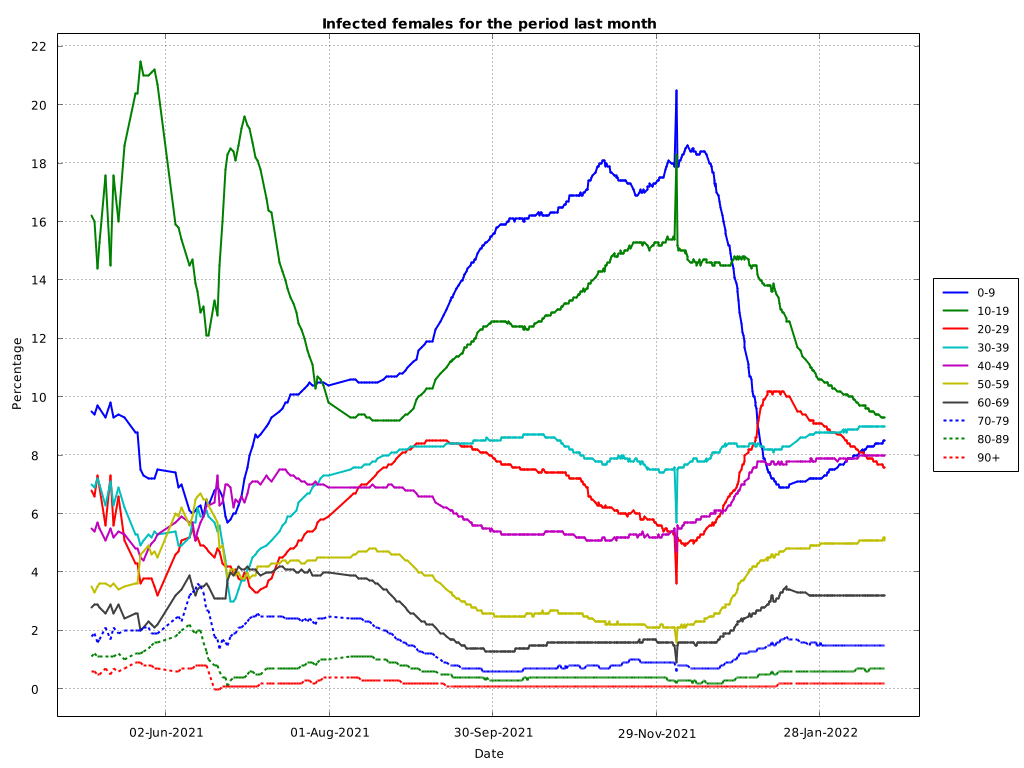 Infected females for the period last month
22
20
18
16
14
12
10
8
6
4
2
0
Percentage
02-Jun-2021
01-Aug-2021
30-Sep-2021
29-Nov-2021
28-Jan-2022
Date
0-9
10-19
20-29
30-39
40-49
50-59
60-69
70-79
80-89
90+